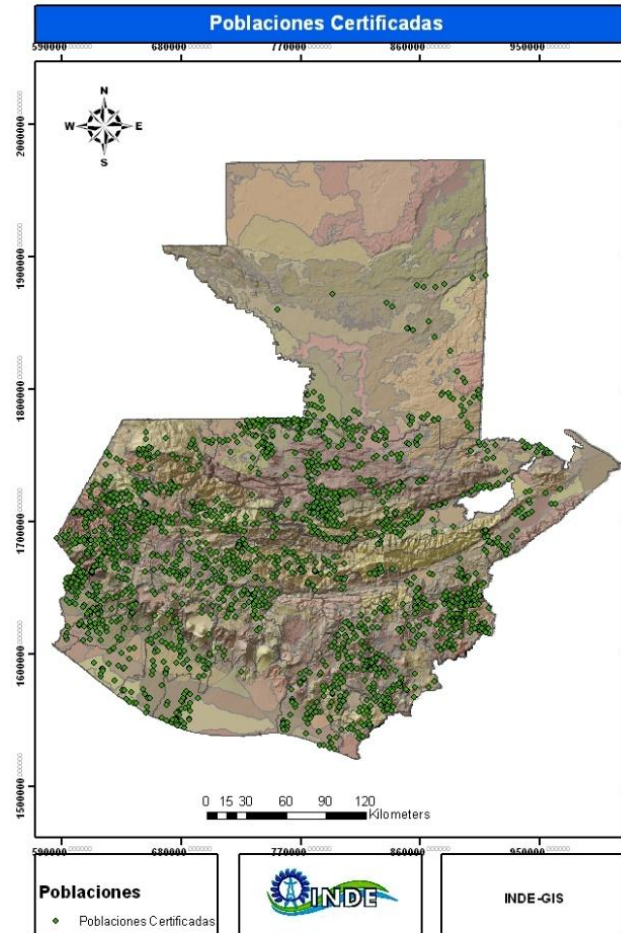 Poblaciones Certificadas
590000 680000 770000 860000 950000
N
W E
S
2000000
1900000
1800000
1700000
1600000
1500000
0 15 30 60 90 120
Kilometers
590000 680000 770000 860000 950000
Poblaciones
Poblaciones Certificadas
INDE
INDE-GIS